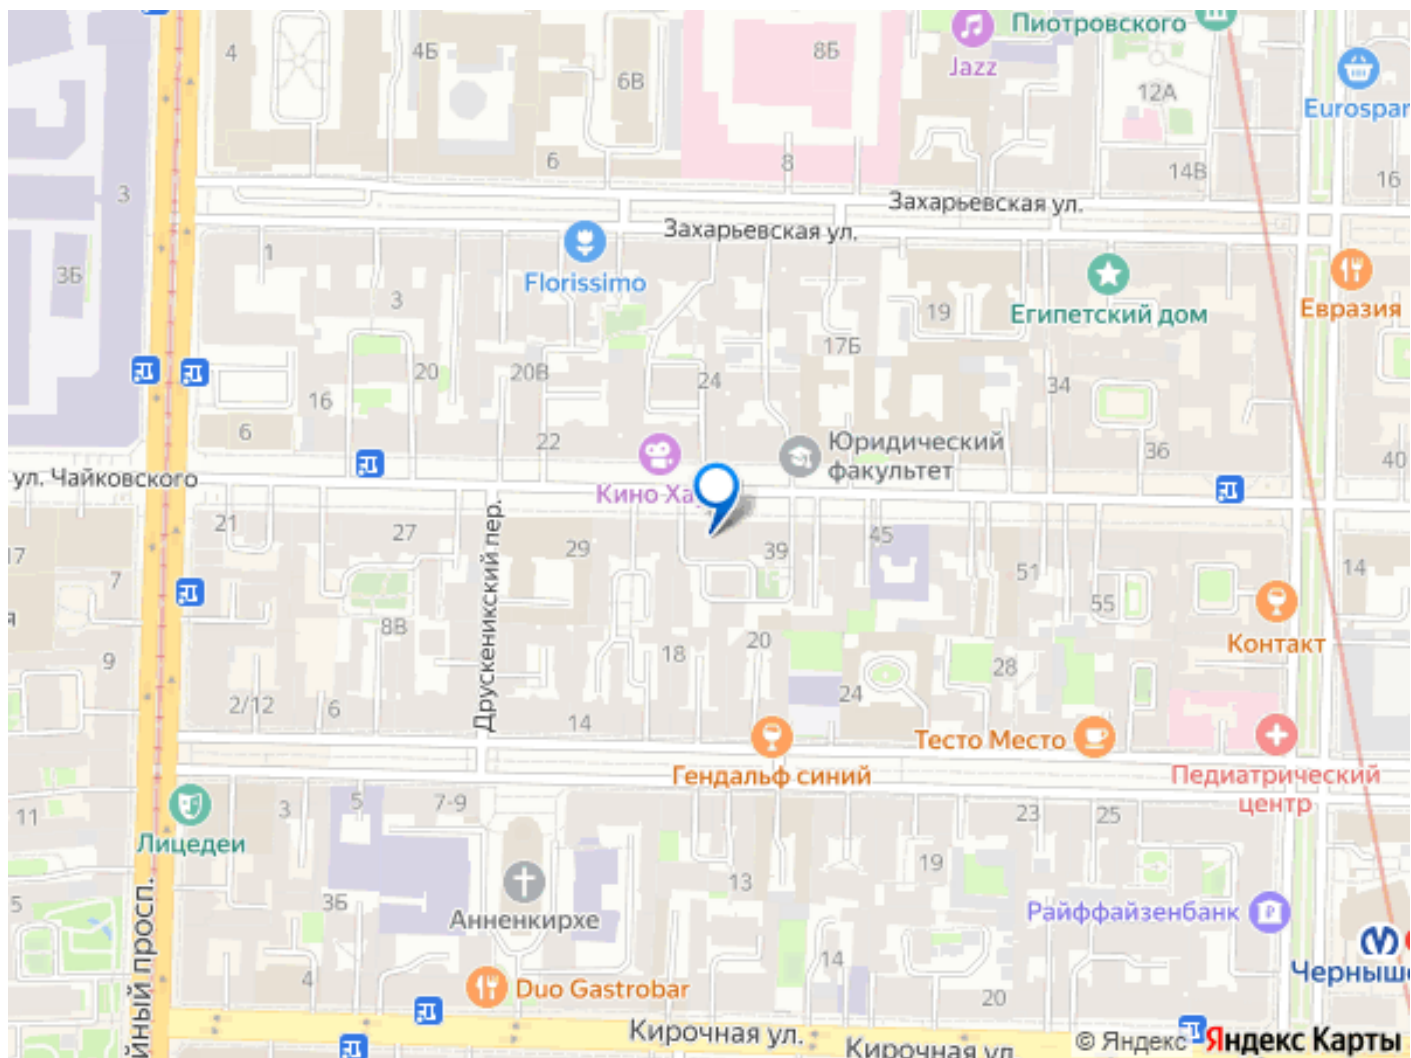 Пиотровского
4
4Б
8Б
6В
Jazz
12А
Eurospar
6
8
14В
16
3
Захарьевская ул.
Захарьевская ул.
1
3Б
Florissimo
3
19
Египетский дом
Евразия
17Б
20
20В
24
34
16
6
22
Юридический
факультет
36
40
ул. Чайковского
Кино Ха
21
27
29
39
45
17
7
51
14
55
8В
Друскеникский пер.
20
Контакт
9
18
28
2/12
6
14
24
Тесто Место
Гендальф синий
Педиатрический
центр
11
3
5
7-9
23
25
Лицедеи
19
13
5
3Б
Анненкирхе
Райффайзенбанк
14
4
Duo Gastrobar
20
Черныш
йный просп.
Кирочная ул.
Кирочная ул
© Яндекс Яндекс Карты